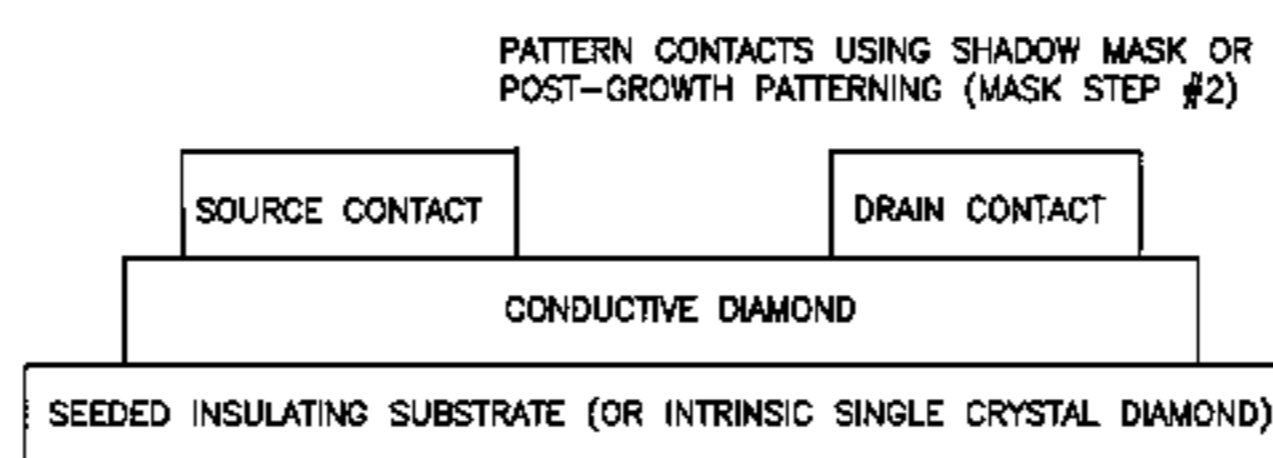 PATTERN CONTACTS USING SHADOW MASK OR
POST-GROWTH PATTERNING (MASK STEP #2)
SOURCE CONTACT
DRAIN CONTACT
CONDUCTIVE DIAMOND
SEEDED INSULATING SUBSTRATE (OR INTRINSIC SINGLE CRYSTAL DIAMOND)